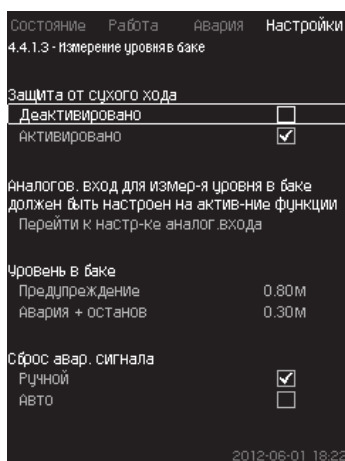 Состояние Работа Авария Настройки
4.4.1.3 - Измерение уровня в баке
Защита от сухого хода
Деактивировано
Активировано
Аналогов. вход для измер-я уровня в баке
должен быть настроен на актив-ние функции
Перейти к настр-ке аналог.входа
Уровень в баке
Предупреждение 0.80м
Авария + останов 0.30м
Сброс авар. сигнала
Ручной
Авто
2012-06-01 18:22